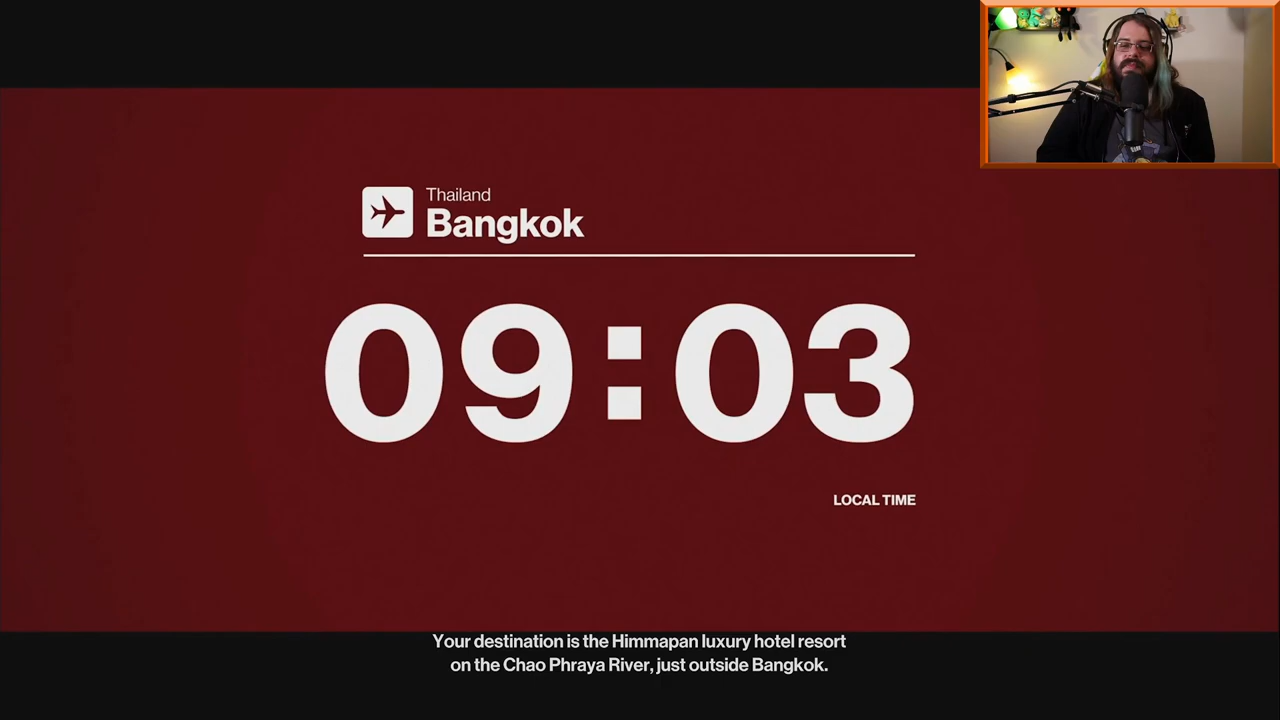 Thailand
Bangkok
09:03
LOCAL TIME
Your destination is the Himmapan luxury hotel resort
on the Chao Phraya River, just outside Bangkok.